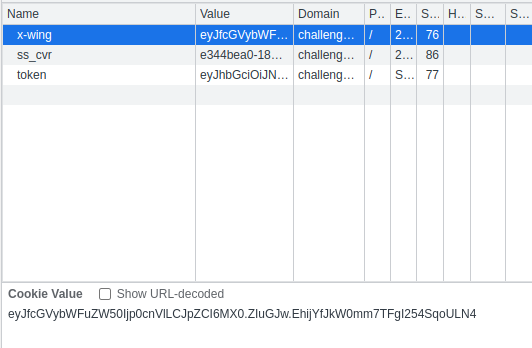 Name Value Domain P.. E... S... H.. S... S...
x-wing eyJfcGVybWF... challeng... / 2... 76
ss_cvr e344bea0-18... challeng... / 2... 86
token eyJhbGciOiJN... challeng... / S... 77
Cookie Value Show URL-decoded
eyJfcGVybWFuZW50Ijp0cnVlLCJpZCI6MX0.ZIuGJw.EhijYfJkW0mm7TFgI254SqoULN4